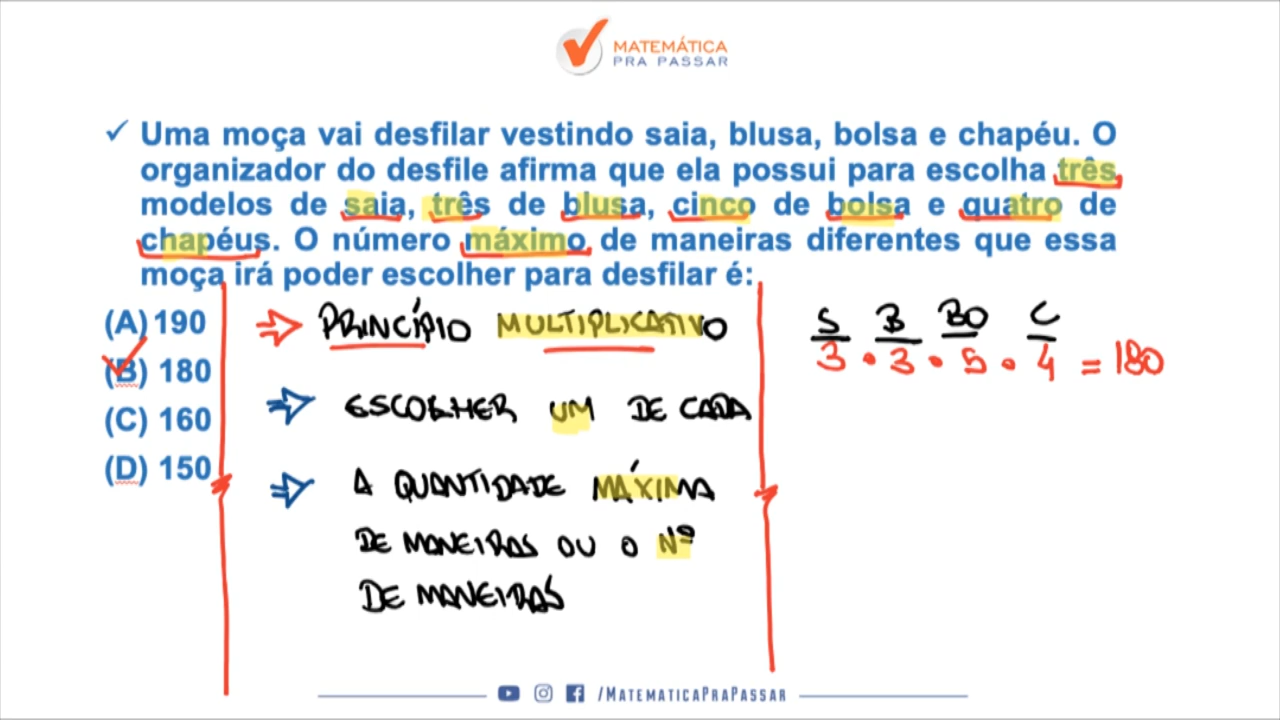 MATEMÁTICA
PRA PASSAR
✓ Uma moça vai desfilar vestindo saia, blusa, bolsa e chapéu. O
organizador do desfile afirma que ela possui para escolha três
modelos de saia, três de blusa, cinco de bolsa e quatro de
chapéus. O número máximo de maneiras diferentes que essa
moça irá poder escolher para desfilar é:
(A) 190
(B) 180
(C) 160
(D) 150
⇒ PRINCÍPIO MULTIPLICATIVO
⇒ ESCOLHER UM DE CADA
⇒ A QUANTIDADE MÁXIMA
DE MANEIRAS OU O Nº
DE MANEIRAS
S B BO C
3 • 3 • 5 • 4 = 180
/MATEMATICAPRAPASSAR